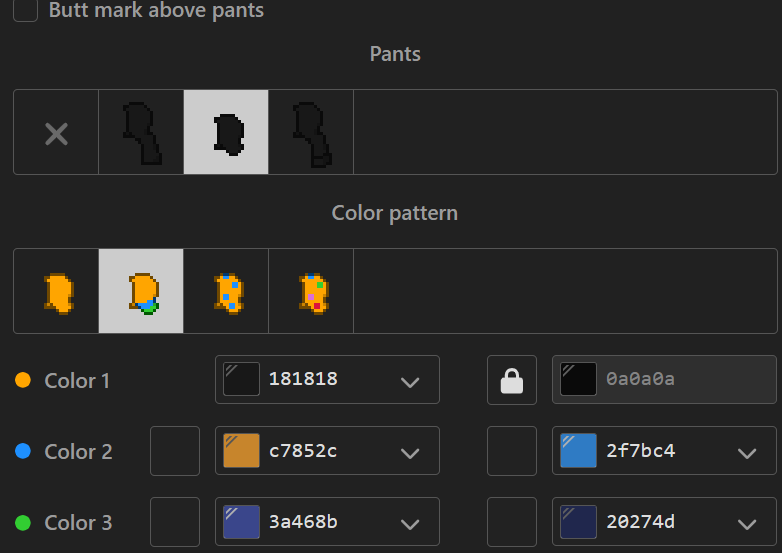 Butt mark above pants
Pants
Color pattern
Color 1 181818 0a0a0a
Color 2 c7852c 2f7bc4
Color 3 3a468b 20274d